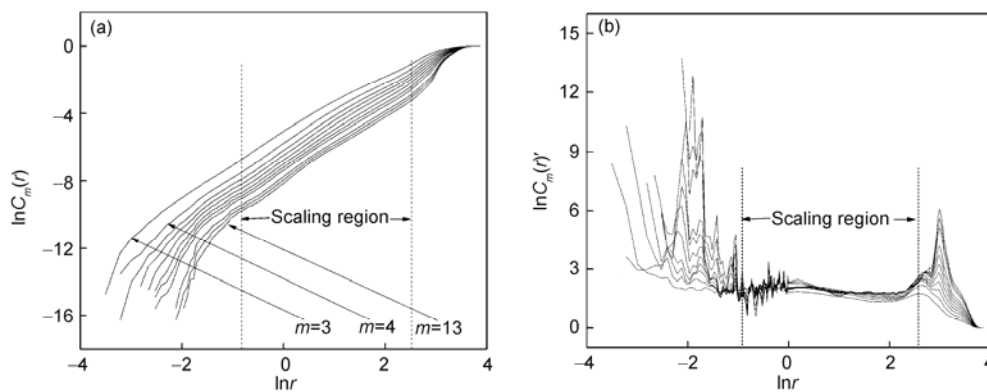 (a)
0
−4
−8
−12
−16
lnCₘ(r)
Scaling region
m=3
m=4
m=13
−4
−2
0
2
4
lnr
(b)
15
12
9
6
3
0
lnCₘ(r)′
Scaling region
−4
−2
0
2
4
lnr